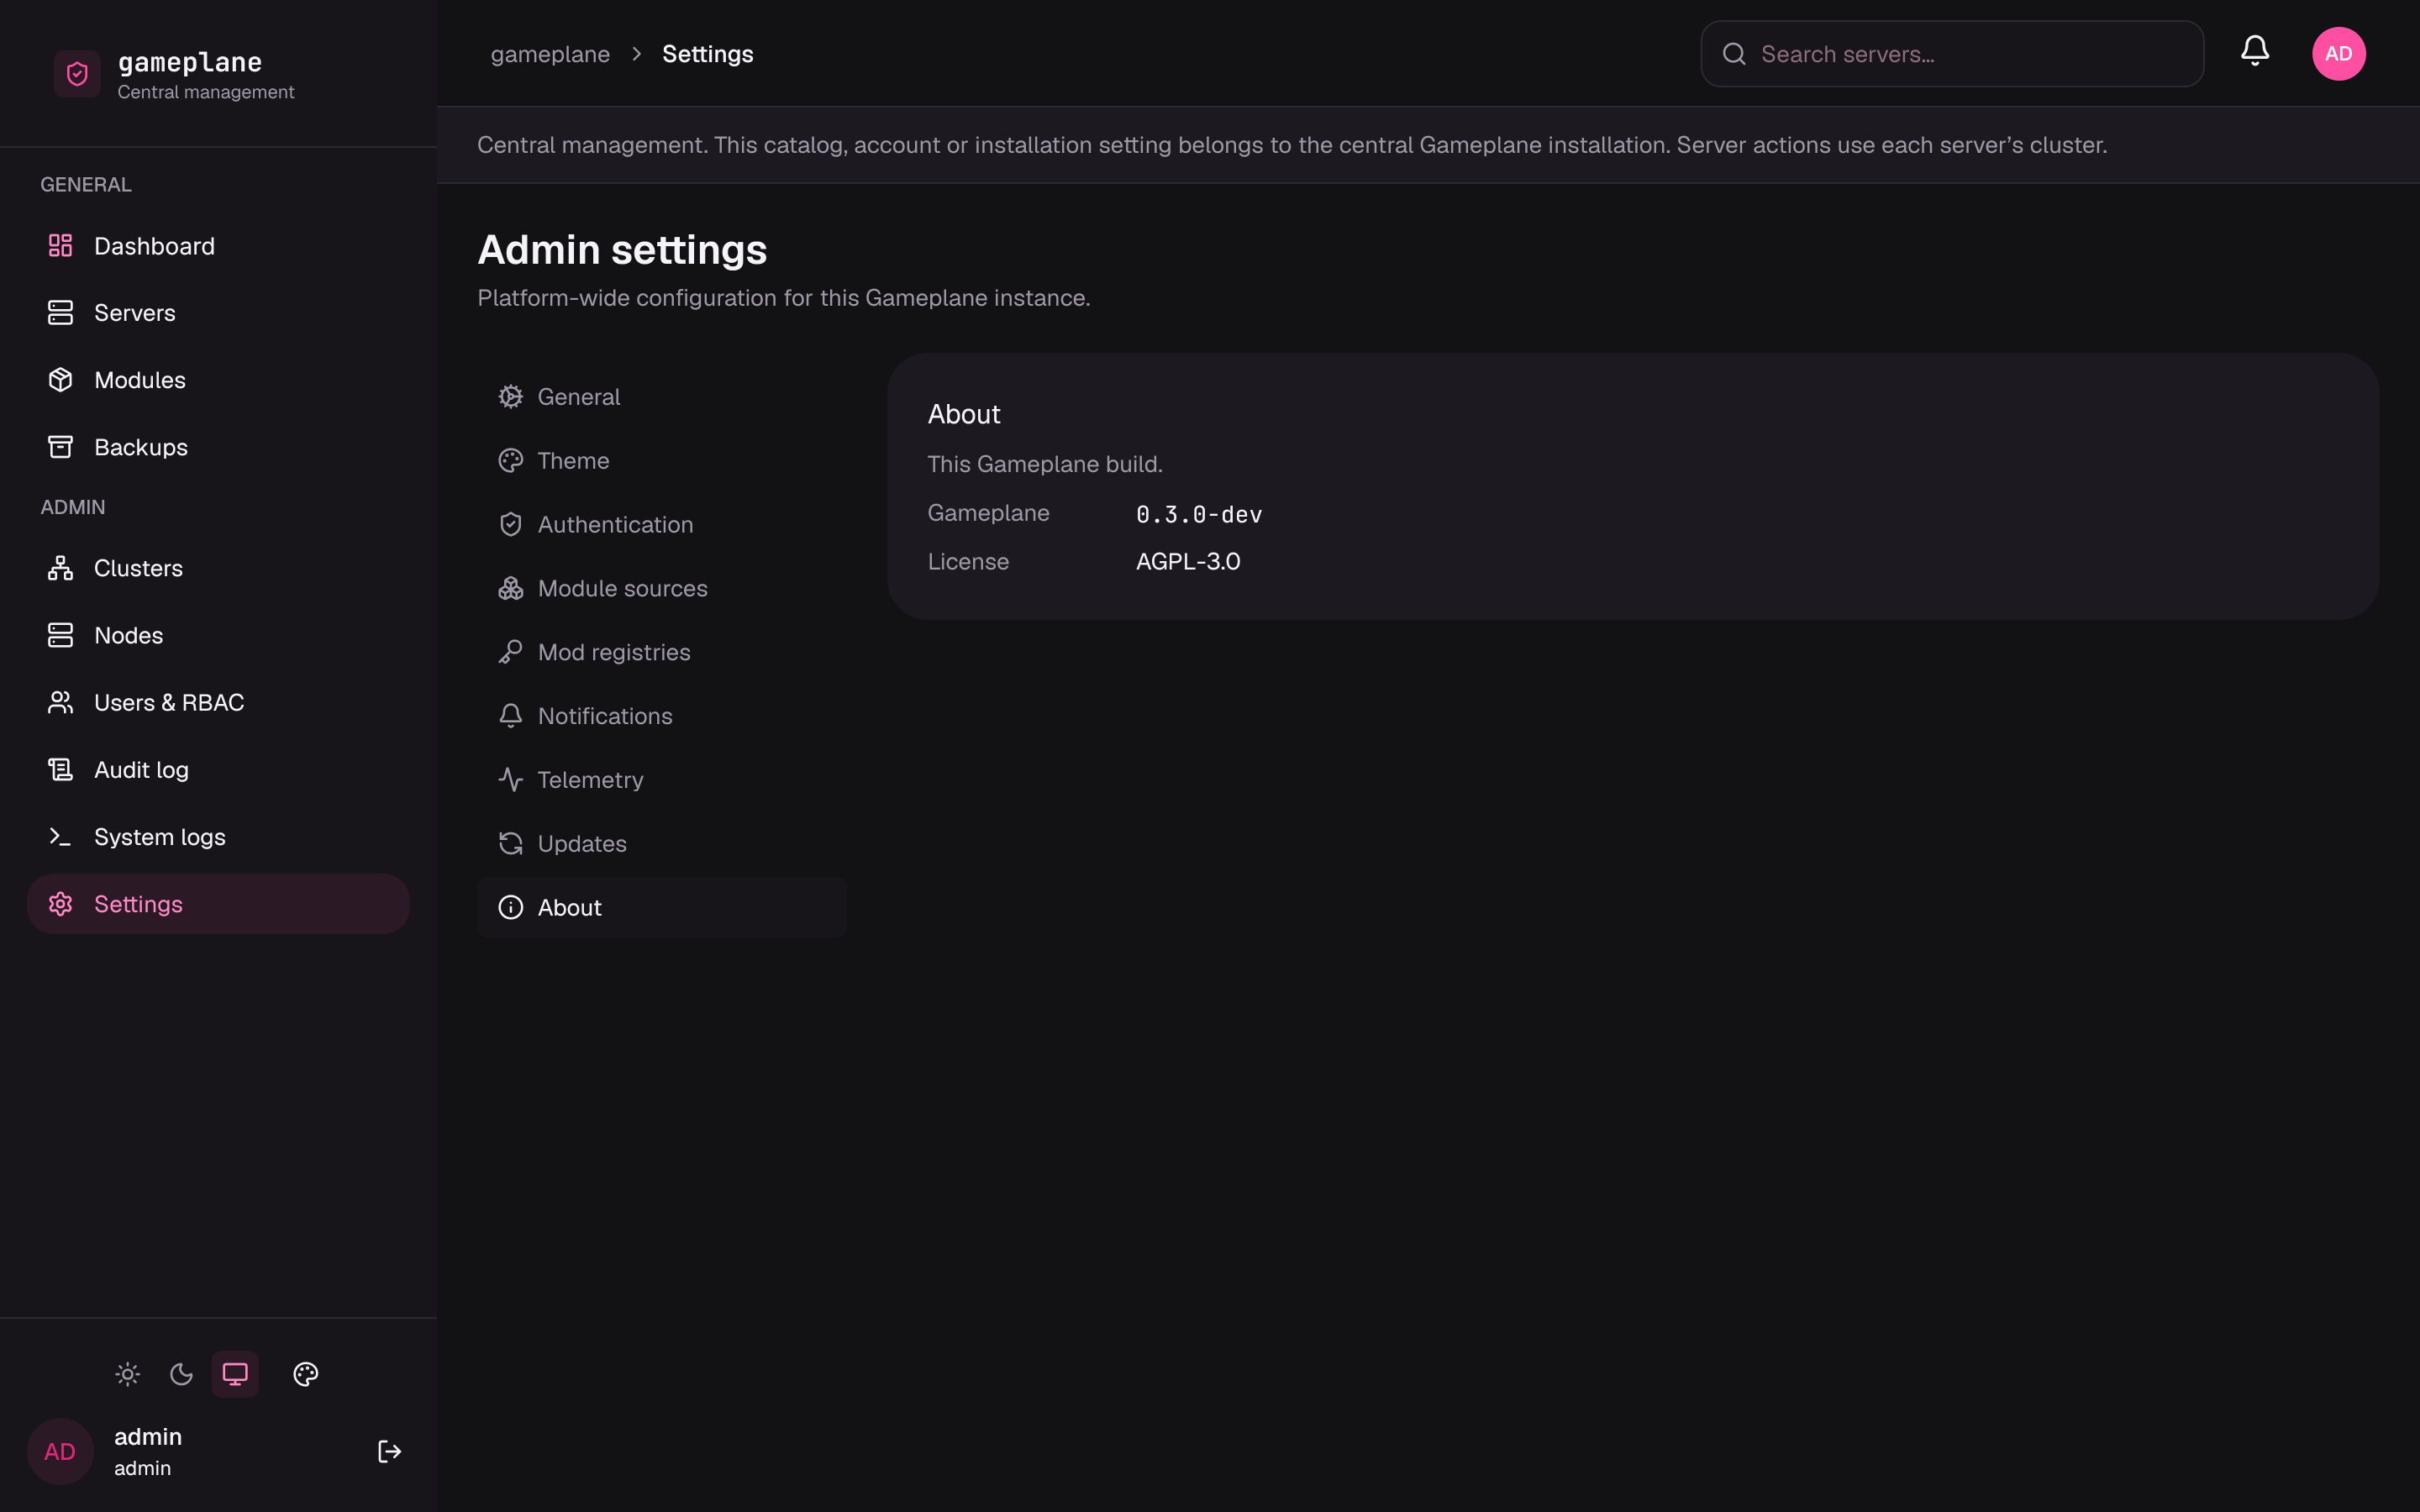 gameplane
Central management
GENERAL
Dashboard
Servers
Modules
Backups
ADMIN
Clusters
Nodes
Users & RBAC
Audit log
System logs
Settings
AD
admin
admin
gameplane > Settings
Search servers...
AD
Central management. This catalog, account or installation setting belongs to the central Gameplane installation. Server actions use each server’s cluster.
Admin settings
Platform-wide configuration for this Gameplane instance.
General
Theme
Authentication
Module sources
Mod registries
Notifications
Telemetry
Updates
About
About
This Gameplane build.
Gameplane 0.3.0-dev
License AGPL-3.0